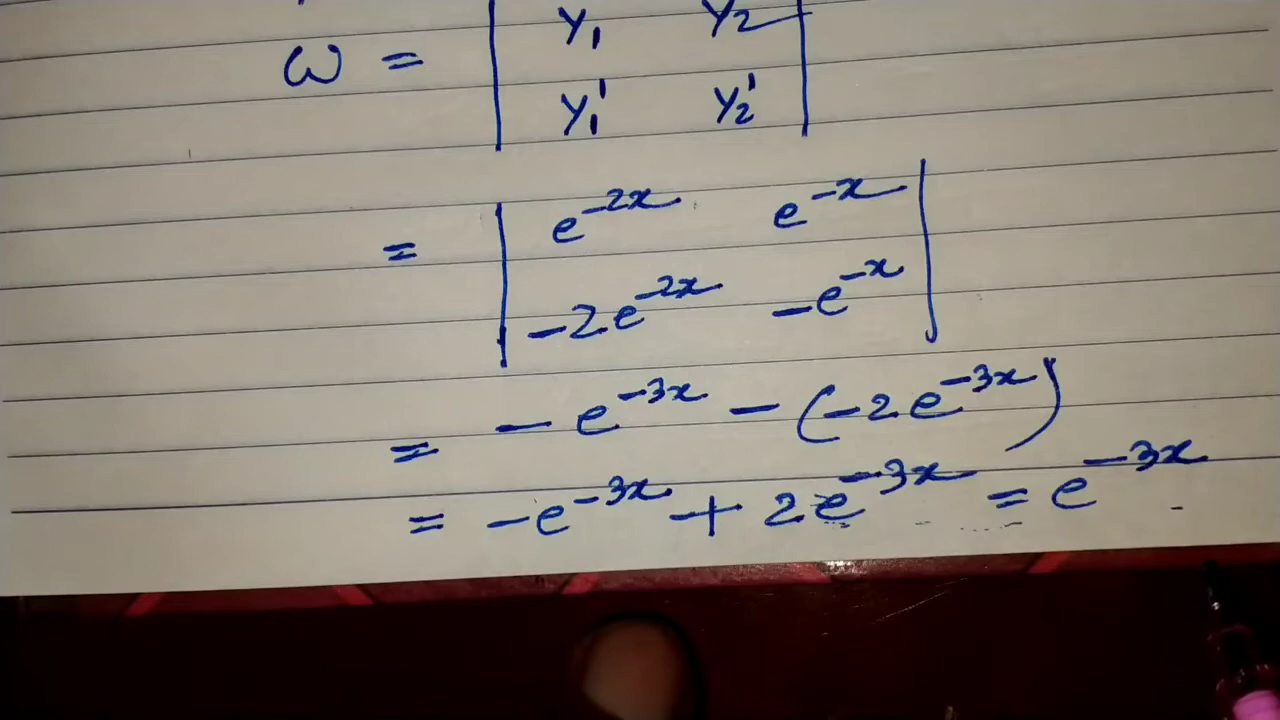 ω = | y₁ y₂ |
| y₁' y₂' |
= | e^{-2x} e^{-x} |
| -2e^{-2x} -e^{-x} |
= -e^{-3x} - (-2e^{-3x})
= -e^{-3x} + 2e^{-3x} = e^{-3x} .